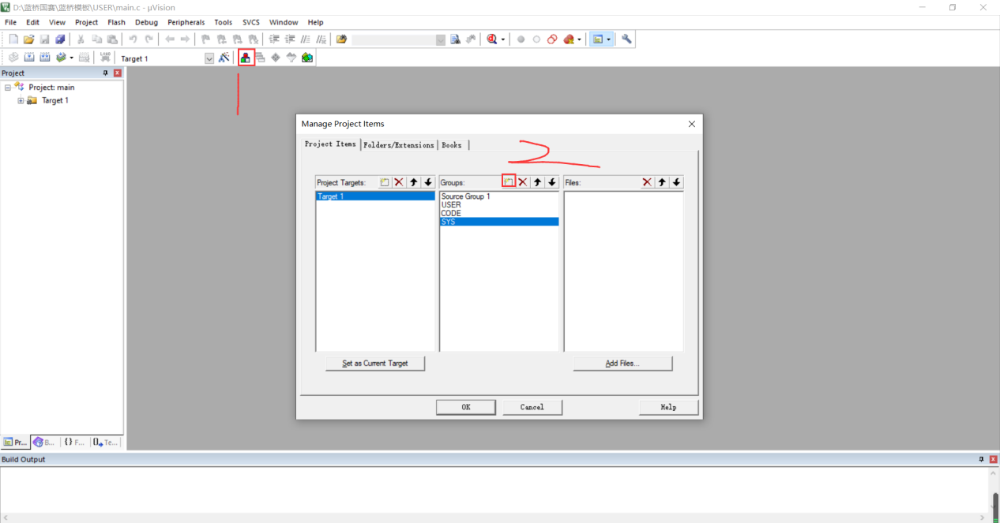 D:\蓝桥国赛\蓝桥模板\USER\main.c - µVision
File Edit View Project Flash Debug Peripherals Tools SVCS Window Help
LOAD Target 1
Project
Project: main
Target 1
1
Manage Project Items
Project Items Folders/Extensions Books
2
Project Targets: Groups: Files:
Target 1
Source Group 1
USER
CODE
SYS
Set as Current Target Add Files...
OK Cancel Help
Pr... B... {} F... 0 Te...
Build Output